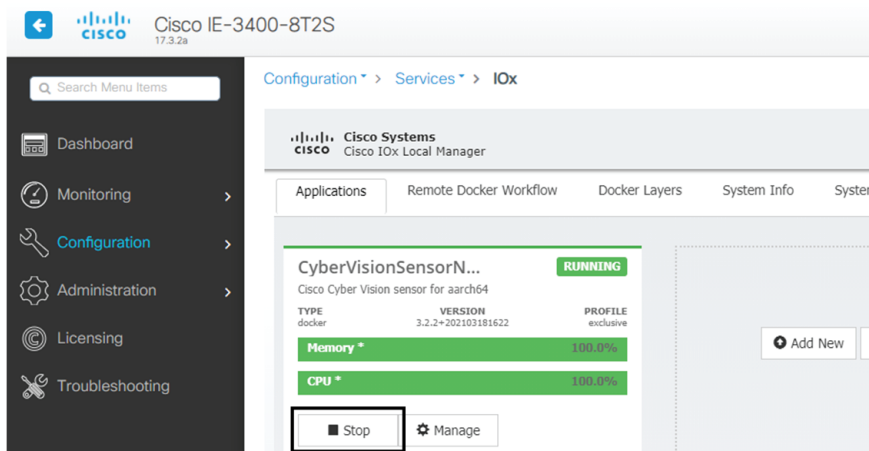 CISCO
Cisco IE-3400-8T2S
17.3.2a
Search Menu Items
Dashboard
Monitoring
Configuration
Administration
Licensing
Troubleshooting
Configuration > Services > IOx
CISCO
Cisco Systems
Cisco IOx Local Manager
Applications Remote Docker Workflow Docker Layers System Info Syste
CyberVisionSensorN... RUNNING
Cisco Cyber Vision sensor for aarch64
TYPE VERSION PROFILE
docker 3.2.2+202103181622 exclusive
Memory * 100.0%
CPU * 100.0%
Stop Manage
Add New